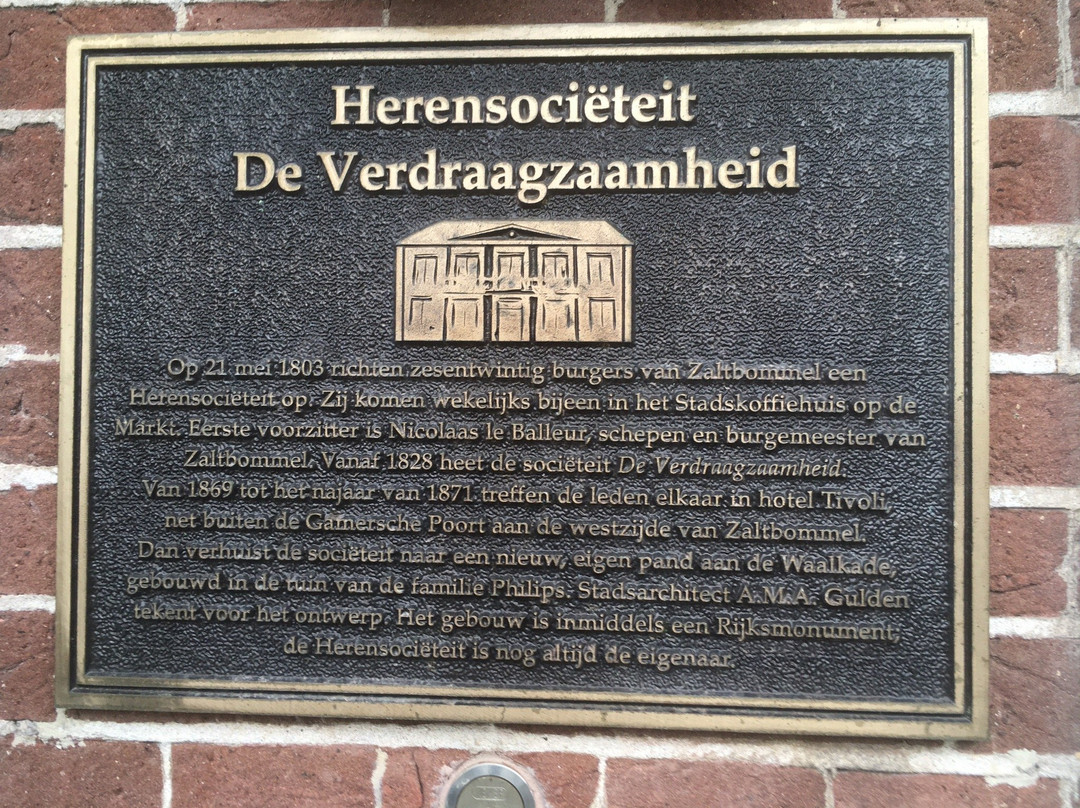 Herensociëteit
De Verdraagzaamheid
Op 21 mei 1803 richten zesentwintig burgers van Zaltbommel een
Herensociëteit op. Zij komen wekelijks bijeen in het Stadskoffiehuis op de
Markt. Eerste voorzitter is Nicolaas le Balleur, schepen en burgemeester van
Zaltbommel. Vanaf 1828 heet de sociëteit De Verdraagzaamheid.
Van 1869 tot het najaar van 1871 treffen de leden elkaar in hotel Tivoli,
net buiten de Gamersche Poort aan de westzijde van Zaltbommel.
Dan verhuist de sociëteit naar een nieuw, eigen pand aan de Waalkade,
gebouwd in de tuin van de familie Philips. Stadsarchitect A.M.A. Gulden
tekent voor het ontwerp. Het gebouw is inmiddels een Rijksmonument,
de Herensociëteit is nog altijd de eigenaar.